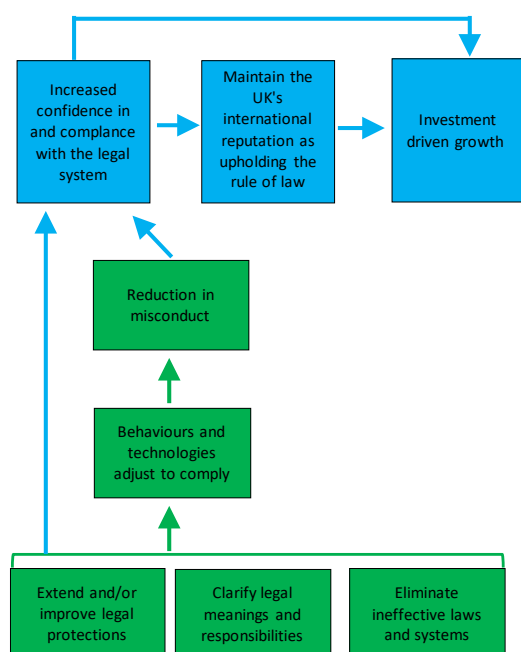 Increased
confidence in
and compliance
with the legal
system
Maintain the
UK's
international
reputation as
upholding the
rule of law
Investment
driven growth
Reduction in
misconduct
Behaviours and
technologies
adjust to comply
Extend and/or
improve legal
protections
Clarify legal
meanings and
responsibilities
Eliminate
ineffective laws
and systems